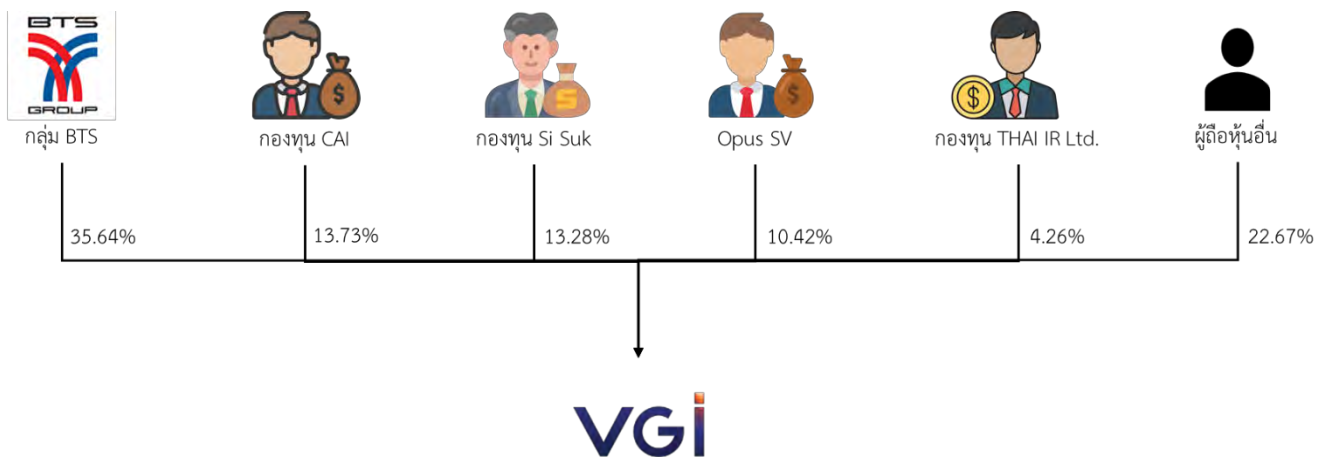 BTS
GROUP
กลุ่ม BTS
กองทุน CAI
กองทุน Si Suk
Opus SV
กองทุน THAI IR Ltd.
ผู้ถือหุ้นอื่น
35.64%
13.73%
13.28%
10.42%
4.26%
22.67%
VGI